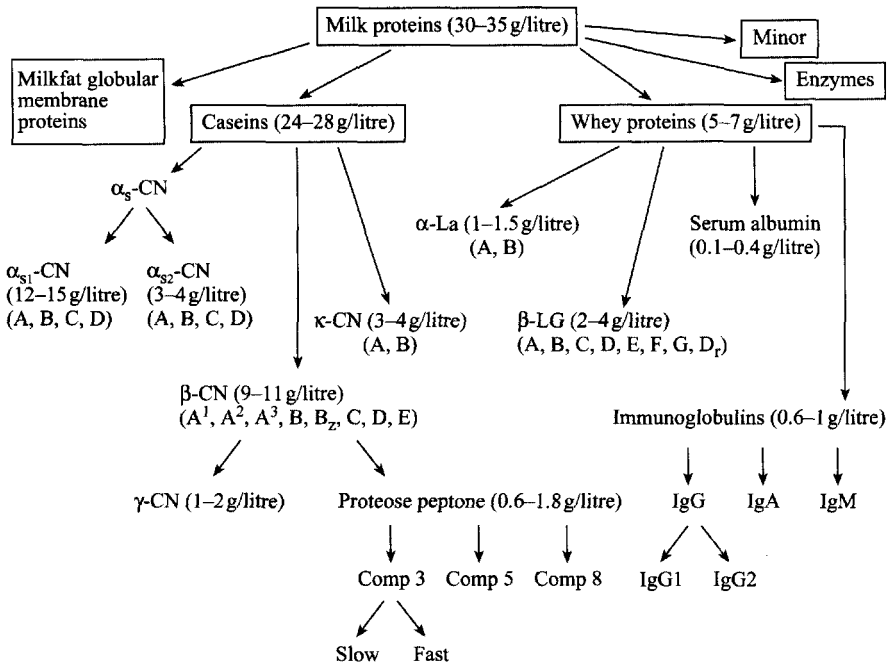 Milk proteins (30–35 g/litre)
Minor
Enzymes
Milkfat globular
membrane
proteins
Caseins (24–28 g/litre)
Whey proteins (5–7 g/litre)
αs-CN
α-La (1–1.5 g/litre)
(A, B)
Serum albumin
(0.1–0.4 g/litre)
αs1-CN
(12–15 g/litre)
(A, B, C, D)
αs2-CN
(3–4 g/litre)
(A, B, C, D)
κ-CN (3–4 g/litre)
(A, B)
β-LG (2–4 g/litre)
(A, B, C, D, E, F, G, Dr)
β-CN (9–11 g/litre)
(A¹, A², A³, B, Bz, C, D, E)
Immunoglobulins (0.6–1 g/litre)
γ-CN (1–2 g/litre)
Proteose peptone (0.6–1.8 g/litre)
IgG
IgA
IgM
Comp 3
Comp 5
Comp 8
IgG1
IgG2
Slow
Fast